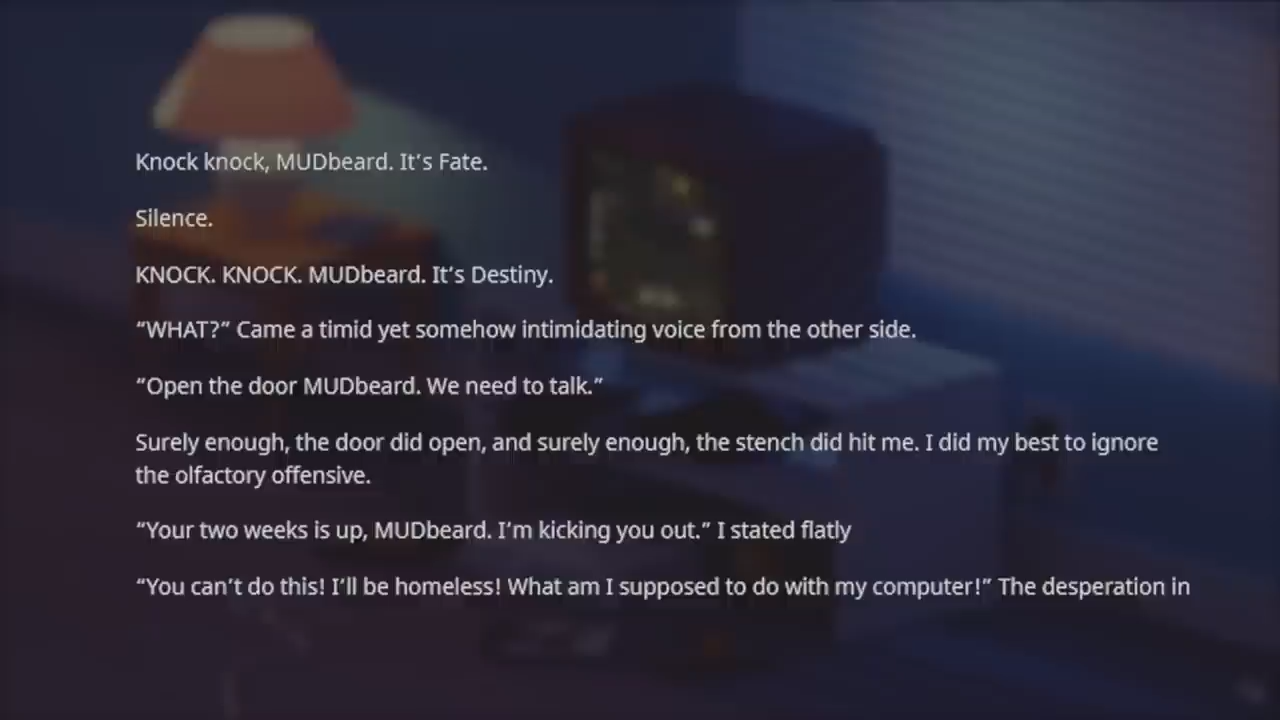 Knock knock, MUDbeard. It’s Fate.
Silence.
KNOCK. KNOCK. MUDbeard. It’s Destiny.
“WHAT?” Came a timid yet somehow intimidating voice from the other side.
“Open the door MUDbeard. We need to talk.”
Surely enough, the door did open, and surely enough, the stench did hit me. I did my best to ignore
the olfactory offensive.
“Your two weeks is up, MUDbeard. I’m kicking you out.” I stated flatly
“You can’t do this! I’ll be homeless! What am I supposed to do with my computer!” The desperation in